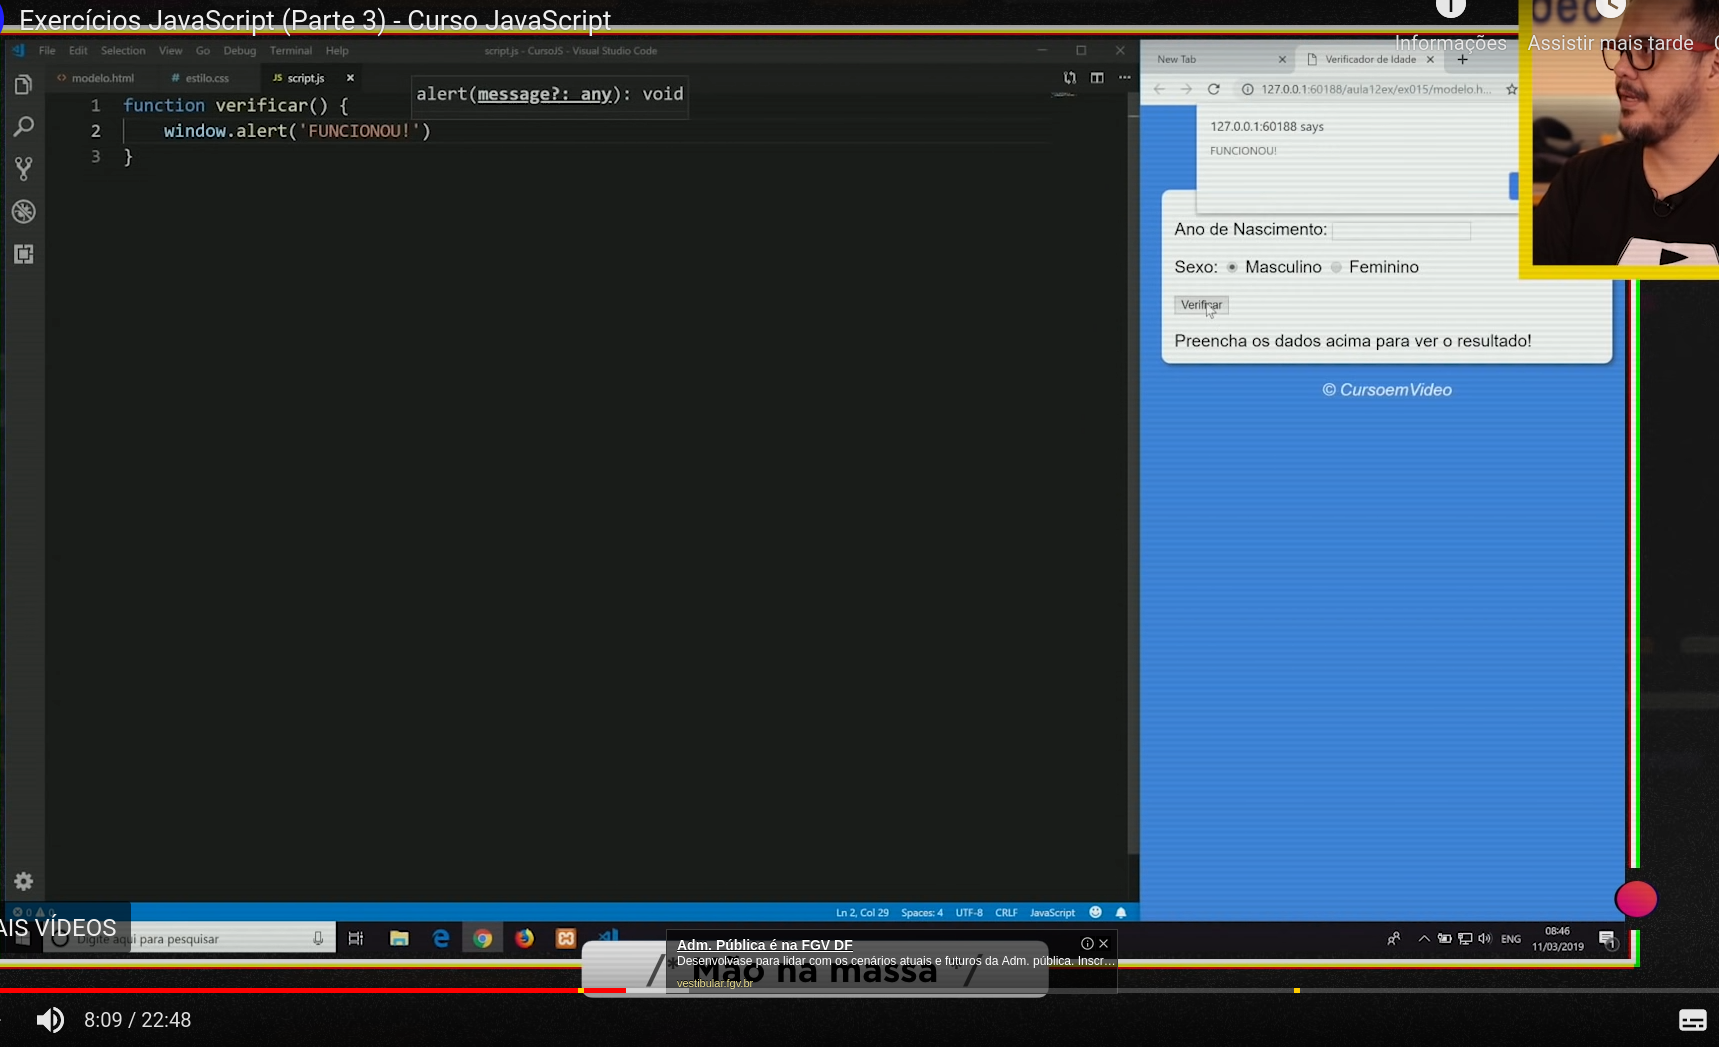 Exercícios JavaScript (Parte 3) - Curso JavaScript
Informações
Assistir mais tarde
File Edit Selection View Go Debug Terminal Help
script.js - CursoJS - Visual Studio Code
modelo.html
estilo.css
JS script.js
alert(message?: any): void
1 function verificar() {
2 window.alert('FUNCIONOU!')
3 }
New Tab
Verificador de Idade
127.0.0.1:60188/aula12ex/ex015/modelo.h...
127.0.0.1:60188 says
FUNCIONOU!
Ano de Nascimento:
Sexo: Masculino Feminino
Verificar
Preencha os dados acima para ver o resultado!
© CursoemVideo
Ln 2, Col 29 Spaces: 4 UTF-8 CRLF JavaScript
AIS VÍDEOS
Digite aqui para pesquisar
ENG
08:46
11/03/2019
1
Adm. Pública é na FGV DF
Desenvolvase para lidar com os cenários atuais e futuros da Adm. pública. Inscr...
vestibular.fgv.br
/* Mão na massa */
8:09 / 22:48